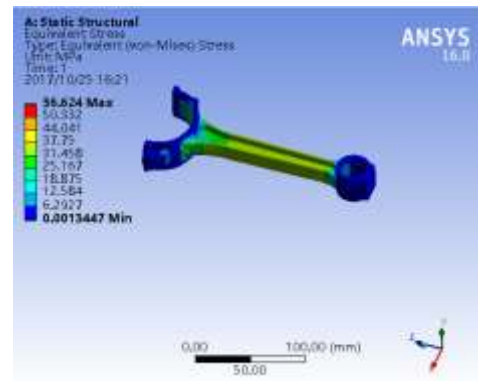 A: Static Structural
Equivalent Stress
Type: Equivalent (von-Mises) Stress
Unit: MPa
Time: 1
2017/10/25 16:21
ANSYS
16.0
56.624 Max
50.332
44.041
37.75
31.458
25.167
18.875
12.584
6.2927
0.0013447 Min
0,00
100,00 (mm)
50,00